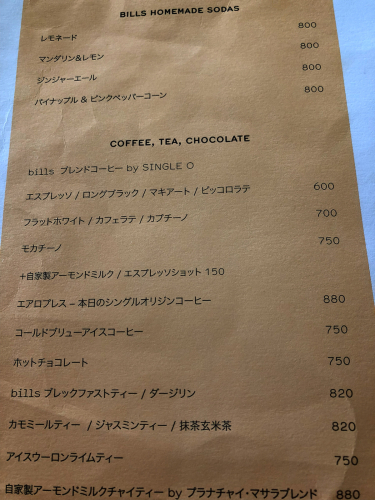 BILLS HOMEMADE SODAS
レモネード 800
マンダリン&レモン 800
ジンジャーエール 800
パイナップル & ピンクペッパーコーン 800
COFFEE, TEA, CHOCOLATE
bills ブレンドコーヒー by SINGLE O
エスプレッソ / ロングブラック / マキアート / ピッコロラテ 600
フラットホワイト / カフェラテ / カプチーノ 700
モカチーノ 750
+自家製アーモンドミルク / エスプレッソショット 150
エアロプレス – 本日のシングルオリジンコーヒー 880
コールドブリューアイスコーヒー 750
ホットチョコレート 750
bills ブレックファストティー / ダージリン 820
カモミールティー / ジャスミンティー / 抹茶玄米茶 820
アイスウーロンライムティー 750
自家製アーモンドミルクチャイティー by プラナチャイ・マサラブレンド 880